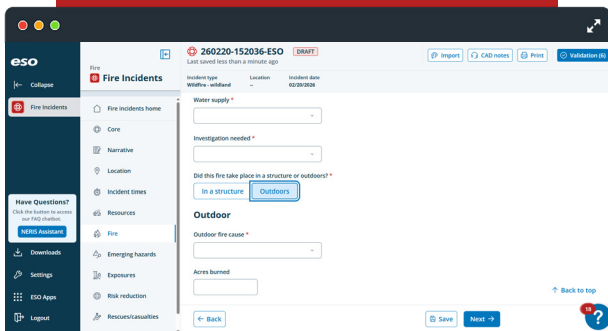 eso
Collapse
Fire Incidents
Have Questions?
Click the button to access
our FAQ chatbot.
NERIS Assistant
Downloads
Settings
ESO Apps
Logout
Fire
Fire Incidents
Fire incidents home
Core
Narrative
Location
Incident times
Resources
Fire
Emerging hazards
Exposures
Risk reduction
Rescues/casualties
260220-152036-ESO DRAFT
Last saved less than a minute ago
Import
CAD notes
Print
Validation (6)
Incident type Location Incident date
Wildfire - wildland -- 02/20/2026
Water supply *
Investigation needed *
Did this fire take place in a structure or outdoors? *
In a structure Outdoors
Outdoor
Outdoor fire cause *
Acres burned
Back to top
Back
Save
Next
?